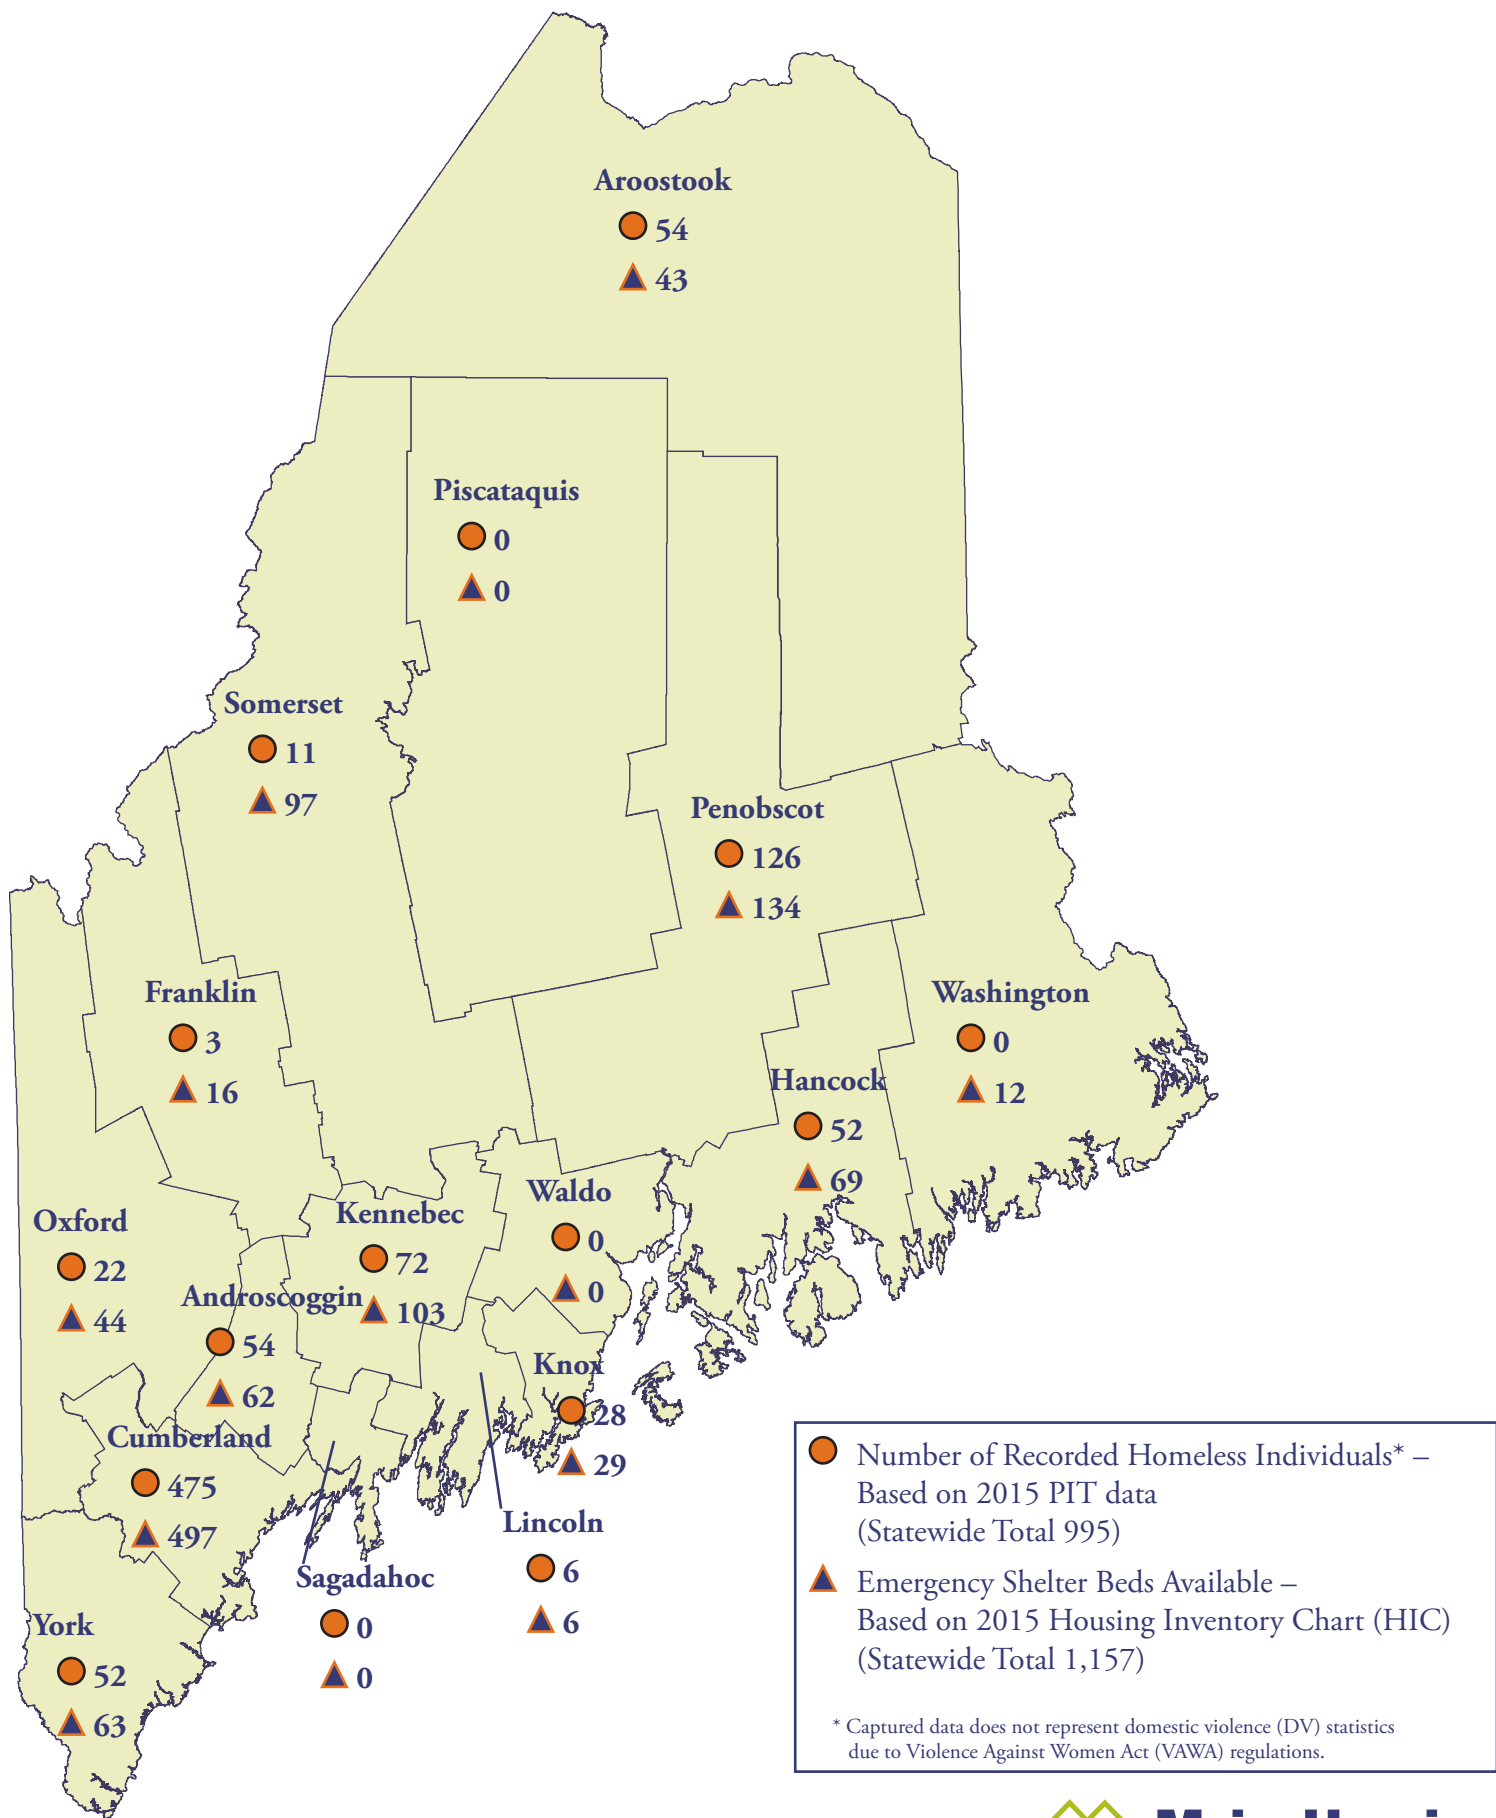 Aroostook
54
43
Piscataquis
0
0
Somerset
11
97
Penobscot
126
134
Franklin
3
16
Washington
0
12
Hancock
52
69
Waldo
0
0
Kennebec
72
103
Oxford
22
44
Androscoggin
54
62
Knox
28
29
Cumberland
475
497
Lincoln
6
6
Sagadahoc
0
0
York
52
63
Number of Recorded Homeless Individuals* –
Based on 2015 PIT data
(Statewide Total 995)
Emergency Shelter Beds Available –
Based on 2015 Housing Inventory Chart (HIC)
(Statewide Total 1,157)
* Captured data does not represent domestic violence (DV) statistics
due to Violence Against Women Act (VAWA) regulations.